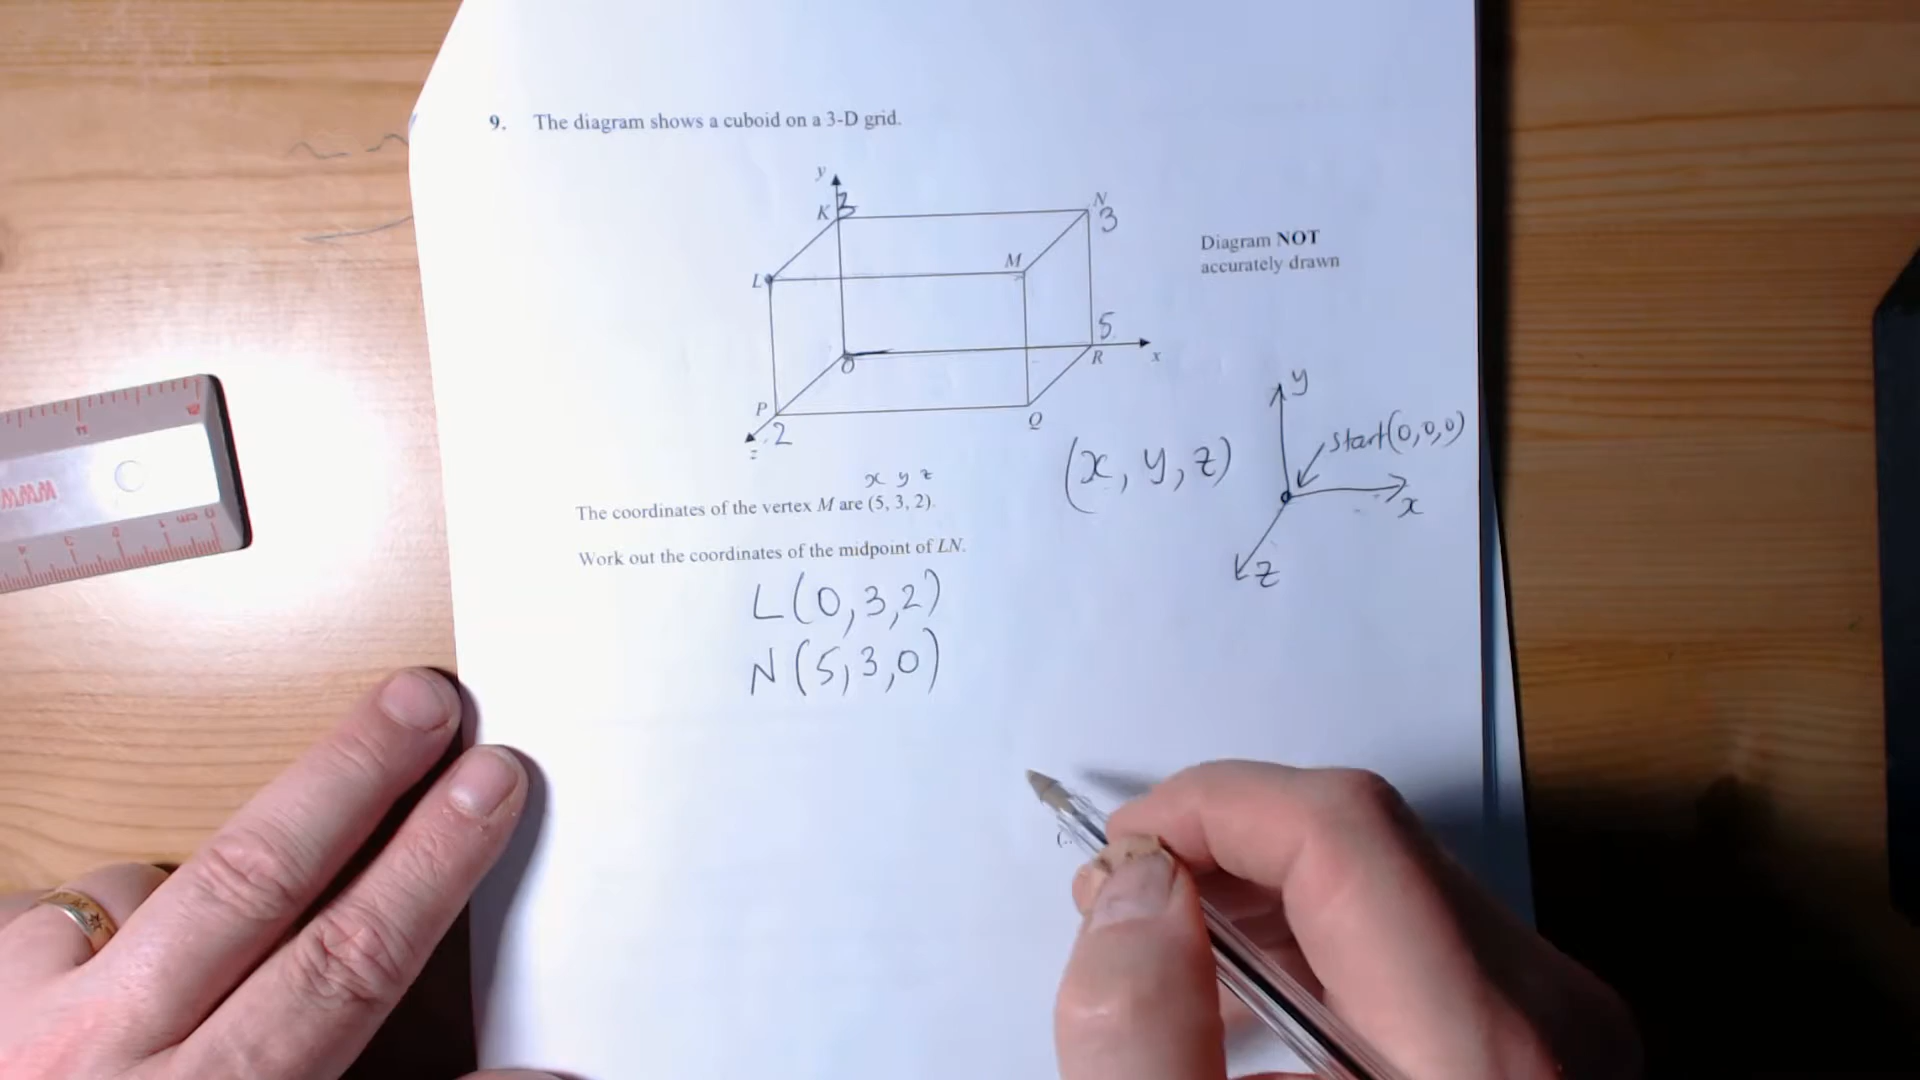 9. The diagram shows a cuboid on a 3-D grid.
y
K 3
N
3
L
M
Diagram NOT
accurately drawn
O
5
R
x
P
2
Q
z
x y z
The coordinates of the vertex M are (5, 3, 2).
(x, y, z)
y
Start (0,0,0)
x
z
Work out the coordinates of the midpoint of LN.
L(0,3,2)
N(5,3,0)
(..